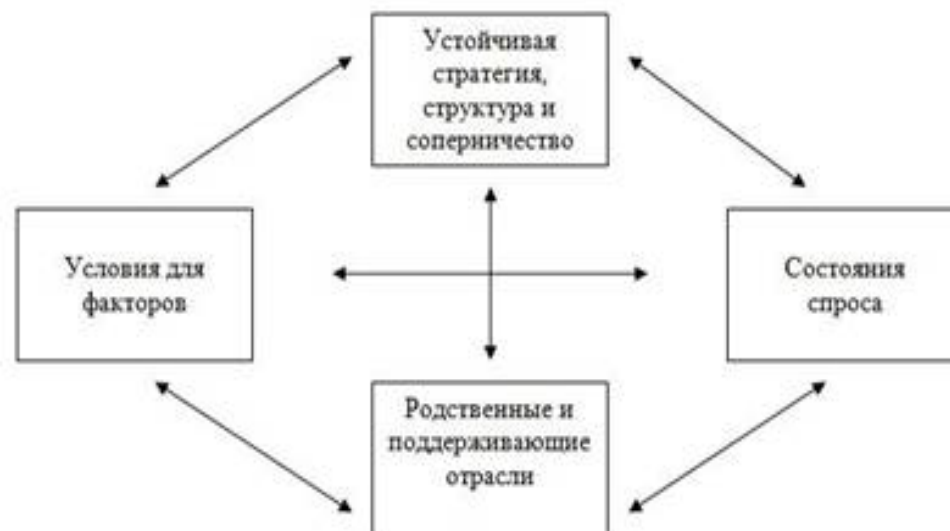 Устойчивая
стратегия,
структура и
соперничество
Условия для
факторов
Состояния
спроса
Родственные и
поддерживающие
отрасли